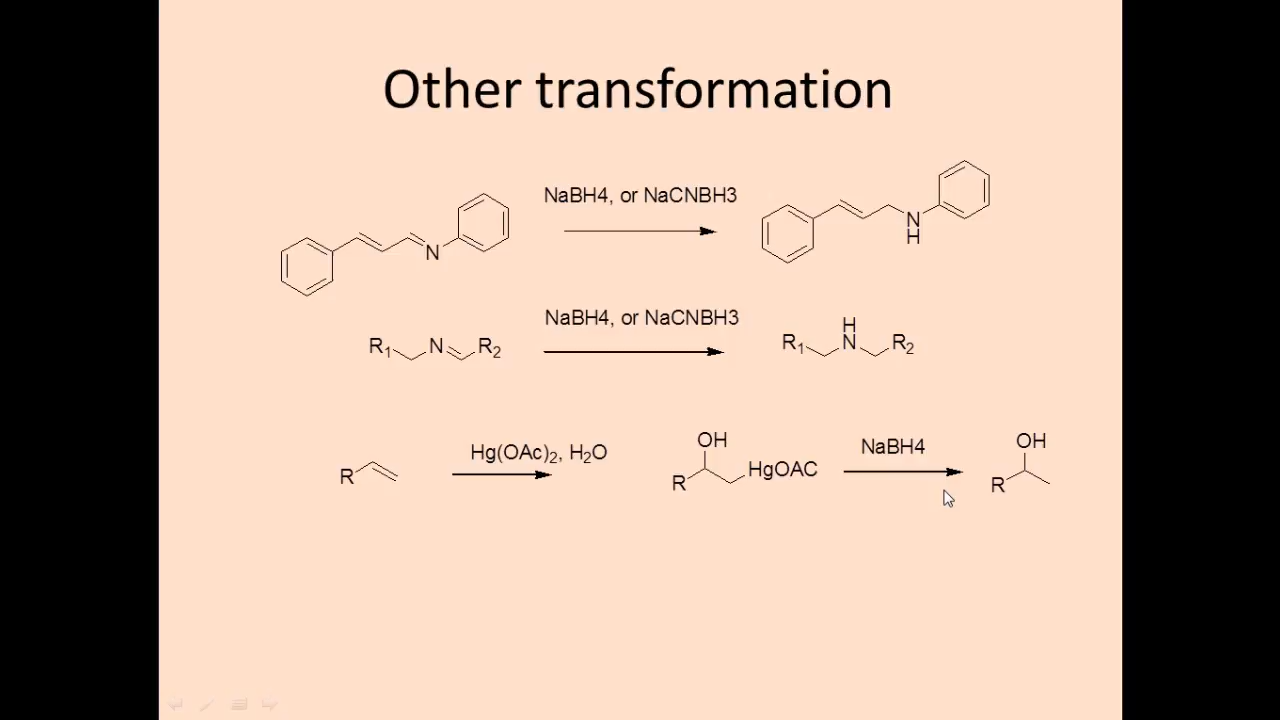 Other transformation
NaBH4, or NaCNBH3
N
N
H
NaBH4, or NaCNBH3
R1 N R2
H
R1 N R2
Hg(OAc)2, H2O
R
OH
R HgOAC
NaBH4
OH
R